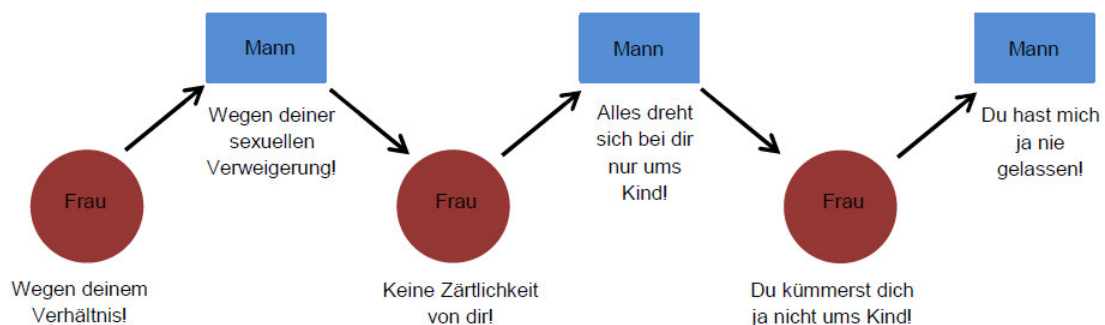 Mann
Wegen deiner
sexuellen
Verweigerung!
Frau
Wegen deinem
Verhältnis!
Frau
Keine Zärtlichkeit
von dir!
Mann
Alles dreht
sich bei dir
nur ums
Kind!
Frau
Du kümmerst dich
ja nicht ums Kind!
Mann
Du hast mich
ja nie
gelassen!